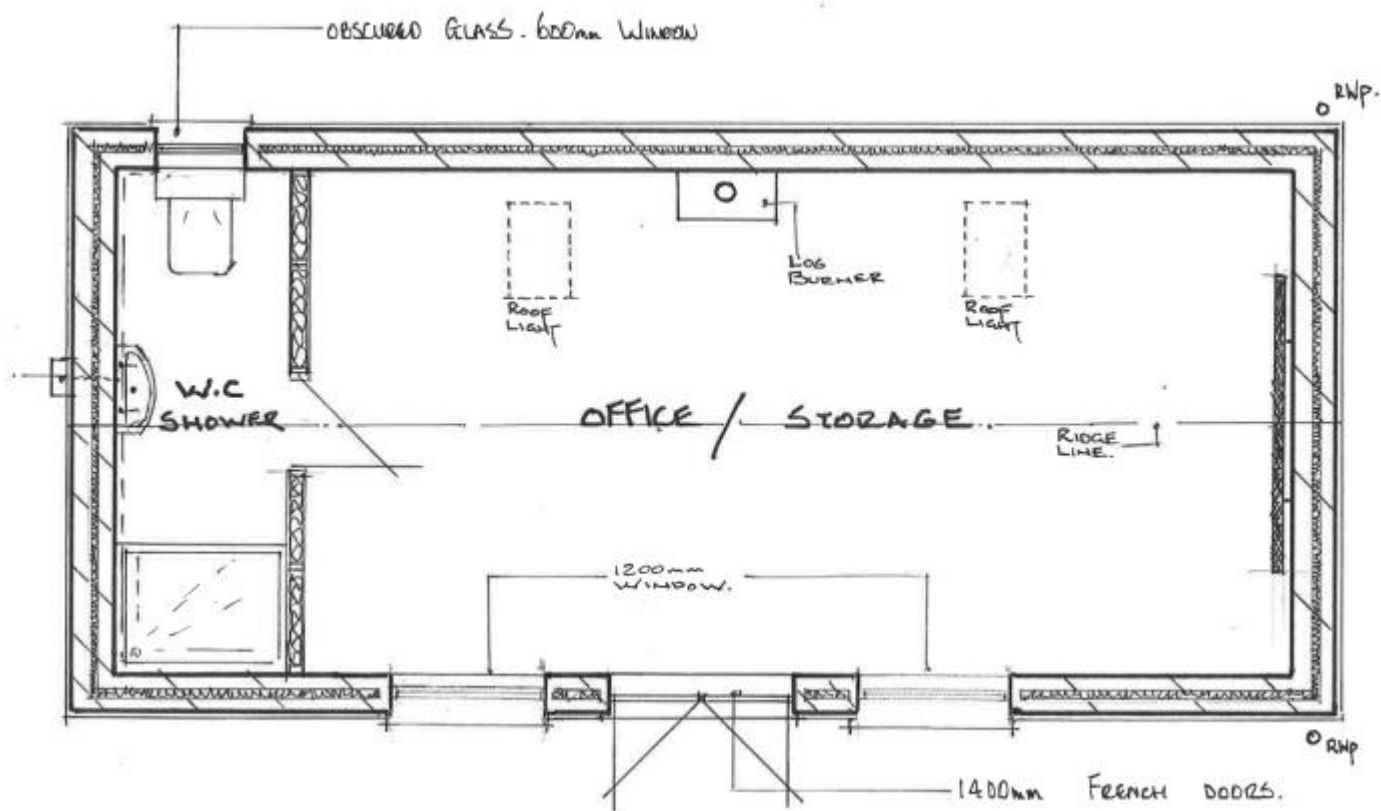 OBSCURED GLASS. 600mm WINDOW
RWP.
LOG
BURNER
ROOF
LIGHT
ROOF
LIGHT
W.C
SHOWER
OFFICE / STORAGE.
RIDGE
LINE.
1200mm
WINDOW.
RWP
1400mm FRENCH DOORS.